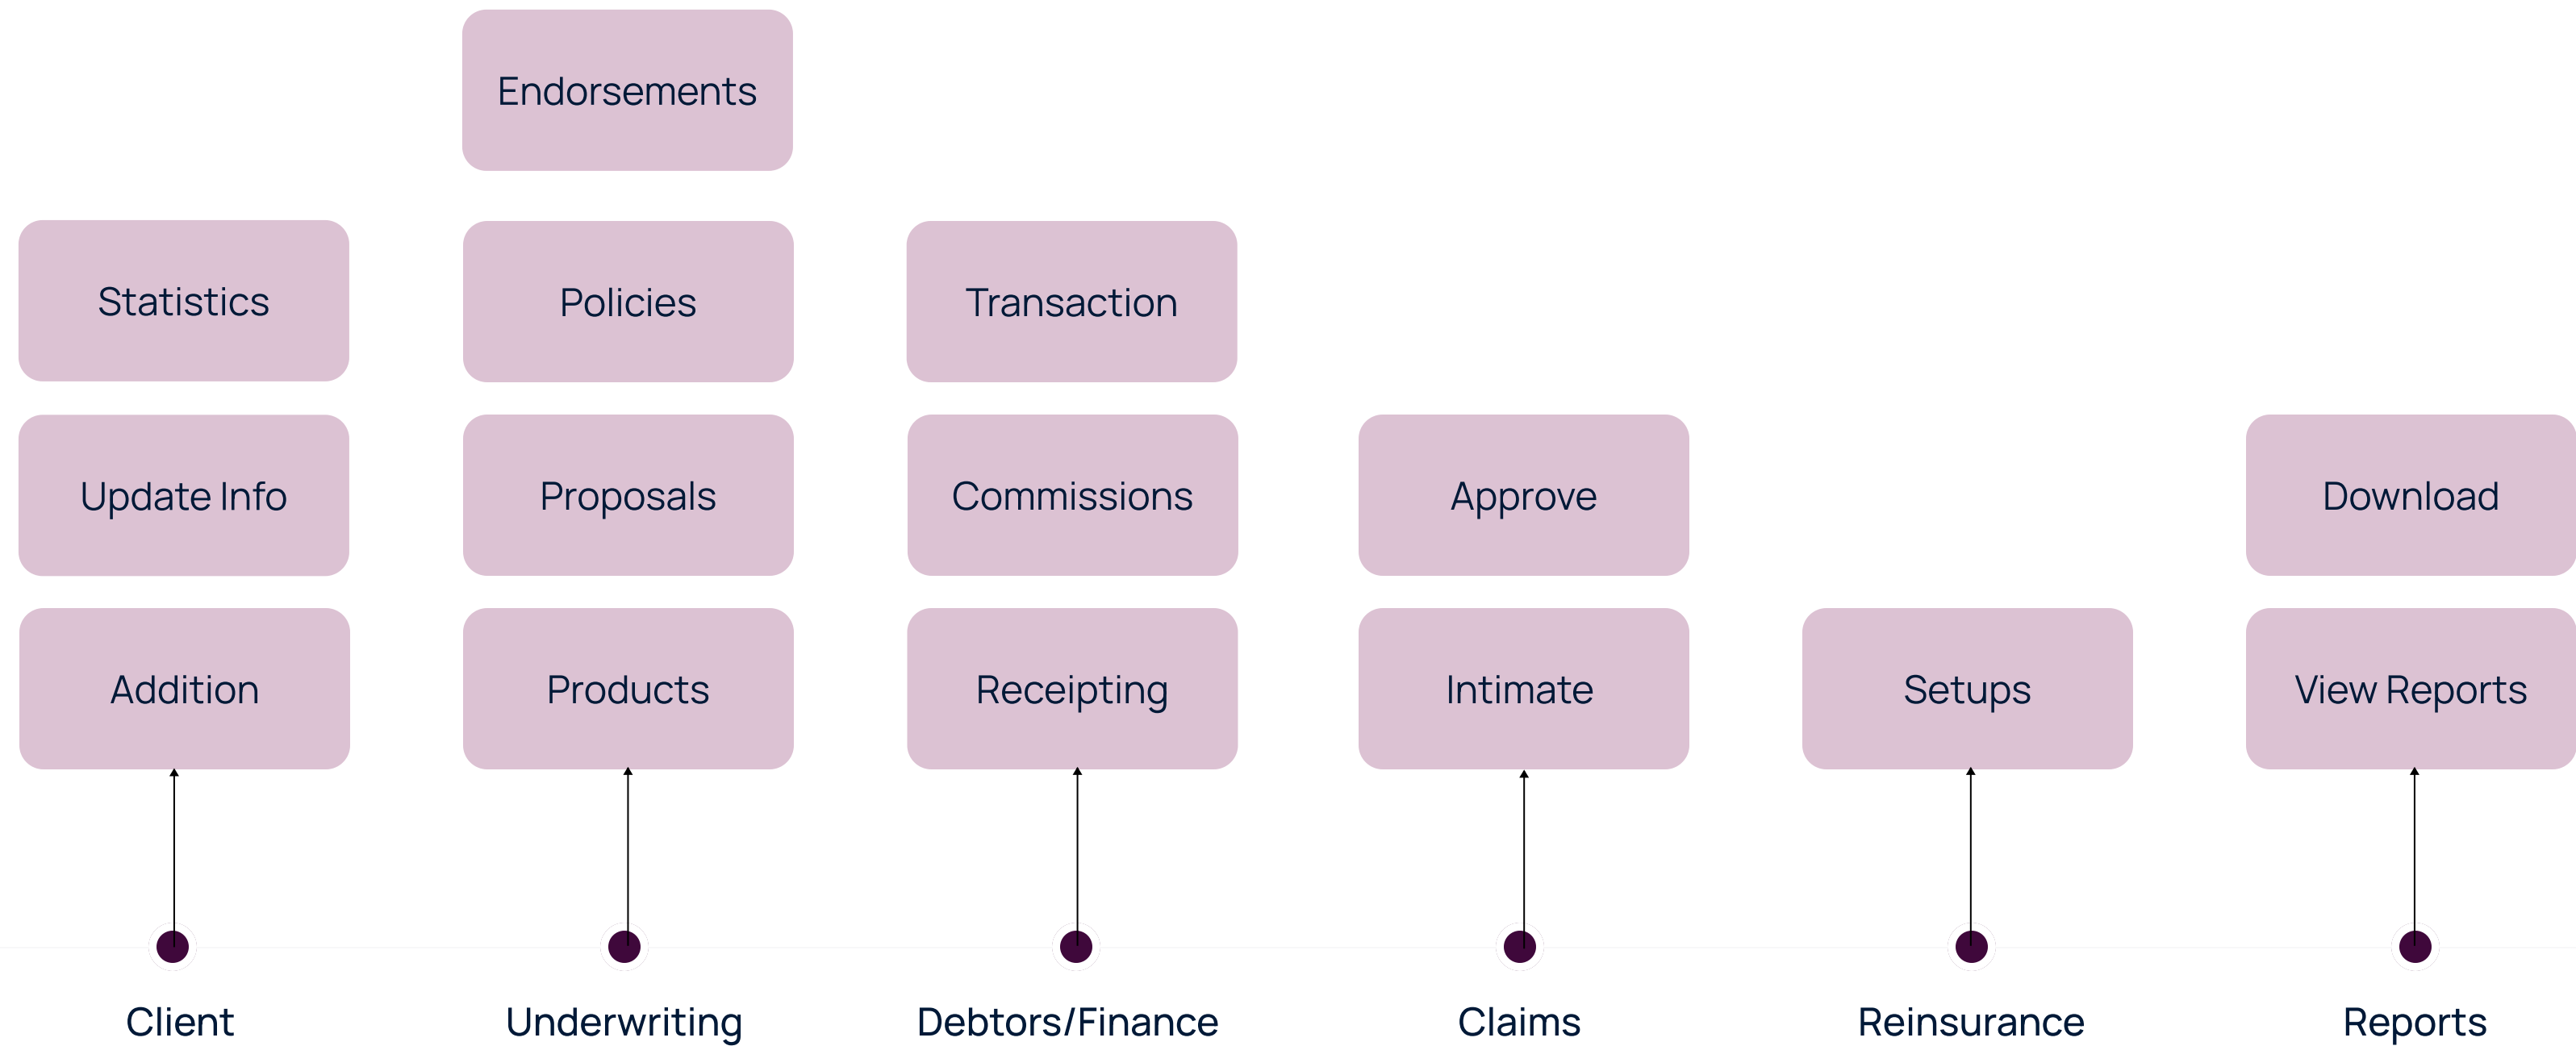 Endorsements
Statistics
Policies
Transaction
Update Info
Proposals
Commissions
Approve
Download
Addition
Products
Receipting
Intimate
Setups
View Reports
Client
Underwriting
Debtors/Finance
Claims
Reinsurance
Reports